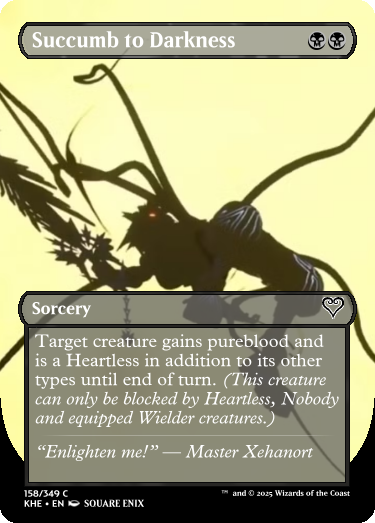 Succumb to Darkness
Sorcery
Target creature gains pureblood and
is a Heartless in addition to its other
types until end of turn. (This creature
can only be blocked by Heartless, Nobody
and equipped Wielder creatures.)
“Enlighten me!” — Master Xehanort
158/349 C
KHE • EN SQUARE ENIX
™ and © 2025 Wizards of the Coast